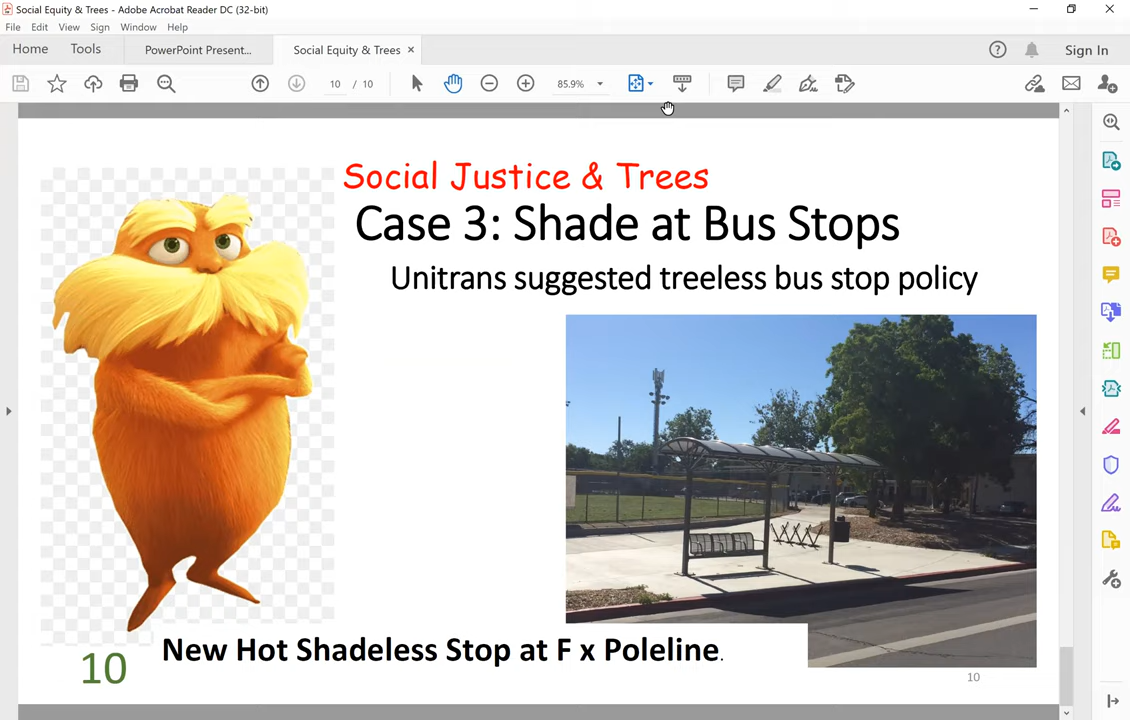 Social Equity & Trees - Adobe Acrobat Reader DC (32-bit)
File Edit View Sign Window Help
Home Tools PowerPoint Present... Social Equity & Trees × Sign In
10 / 10 85.9%
Social Justice & Trees
Case 3: Shade at Bus Stops
Unitrans suggested treeless bus stop policy
New Hot Shadeless Stop at F x Poleline.
10
10